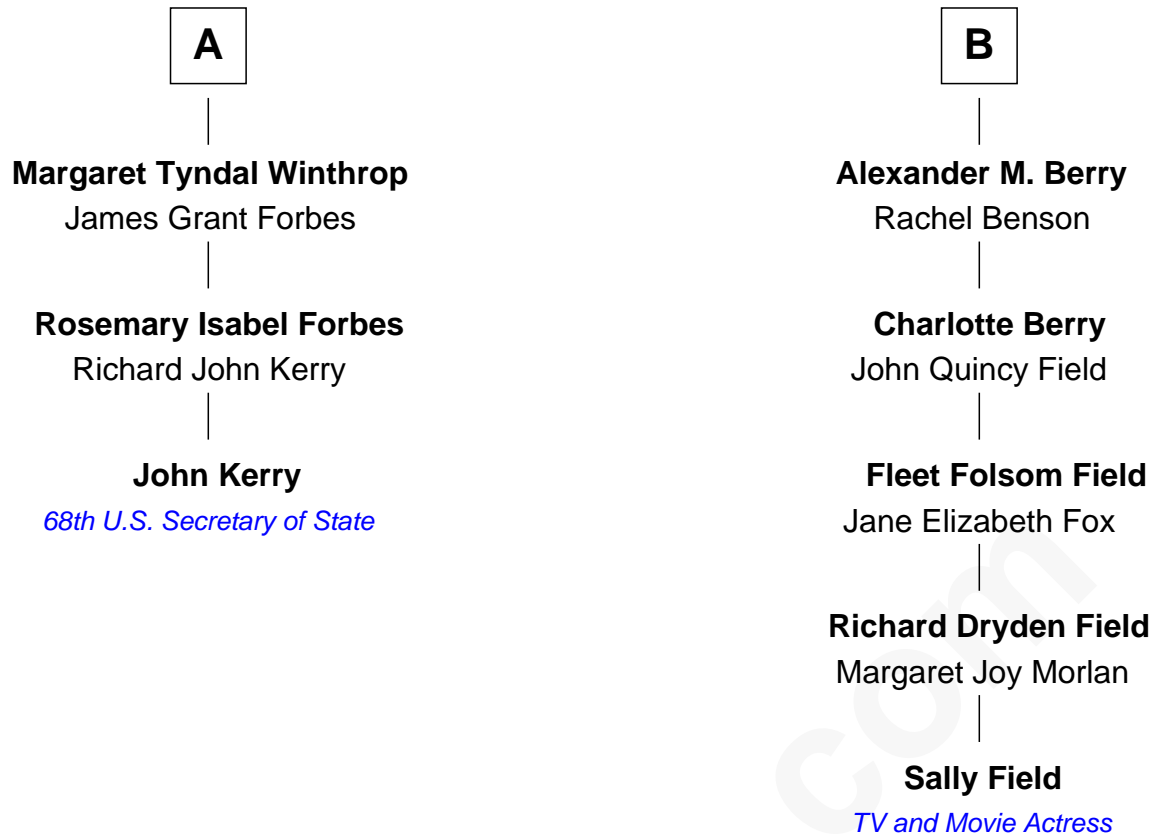 A
Margaret Tyndal Winthrop
James Grant Forbes
Rosemary Isabel Forbes
Richard John Kerry
John Kerry
68th U.S. Secretary of State
B
Alexander M. Berry
Rachel Benson
Charlotte Berry
John Quincy Field
Fleet Folsom Field
Jane Elizabeth Fox
Richard Dryden Field
Margaret Joy Morlan
Sally Field
TV and Movie Actress
com